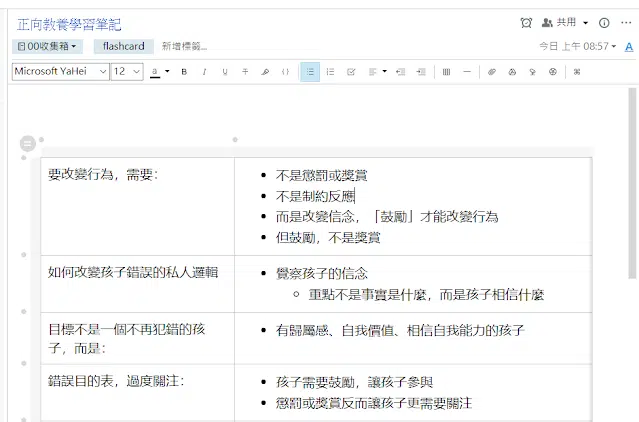 正向教養學習筆記
共用
00收集箱
flashcard
新增標籤...
今日 上午 08:57
A
Microsoft YaHei
12
a
B
I
U
T
要改變行為，需要：
不是懲罰或獎賞
不是制約反應
而是改變信念，「鼓勵」才能改變行為
但鼓勵，不是獎賞
如何改變孩子錯誤的私人邏輯
覺察孩子的信念
重點不是事實是什麼，而是孩子相信什麼
目標不是一個不再犯錯的孩
子，而是：
有歸屬感、自我價值、相信自我能力的孩子
錯誤目的表，過度關注：
孩子需要鼓勵，讓孩子參與
懲罰或獎賞反而讓孩子更需要關注